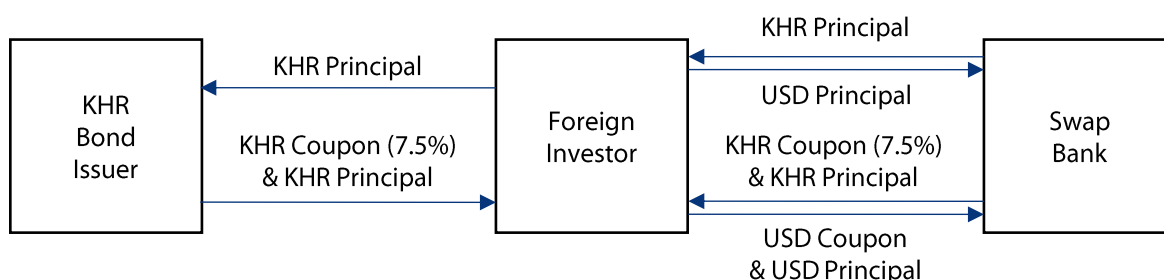 KHR
Bond
Issuer
KHR Principal
KHR Coupon (7.5%)
& KHR Principal
Foreign
Investor
KHR Principal
USD Principal
KHR Coupon (7.5%)
& KHR Principal
USD Coupon
& USD Principal
Swap
Bank